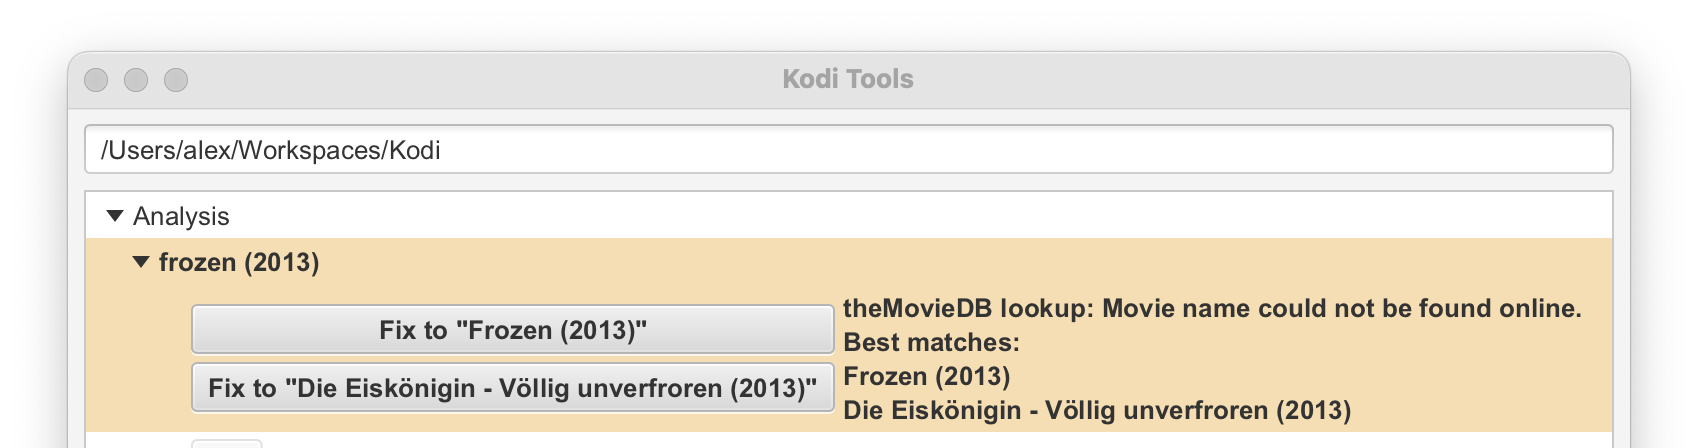 Kodi Tools
/Users/alex/Workspaces/Kodi
Analysis
frozen (2013)
Fix to "Frozen (2013)"
Fix to "Die Eiskönigin - Völlig unverfroren (2013)"
theMovieDB lookup: Movie name could not be found online.
Best matches:
Frozen (2013)
Die Eiskönigin - Völlig unverfroren (2013)